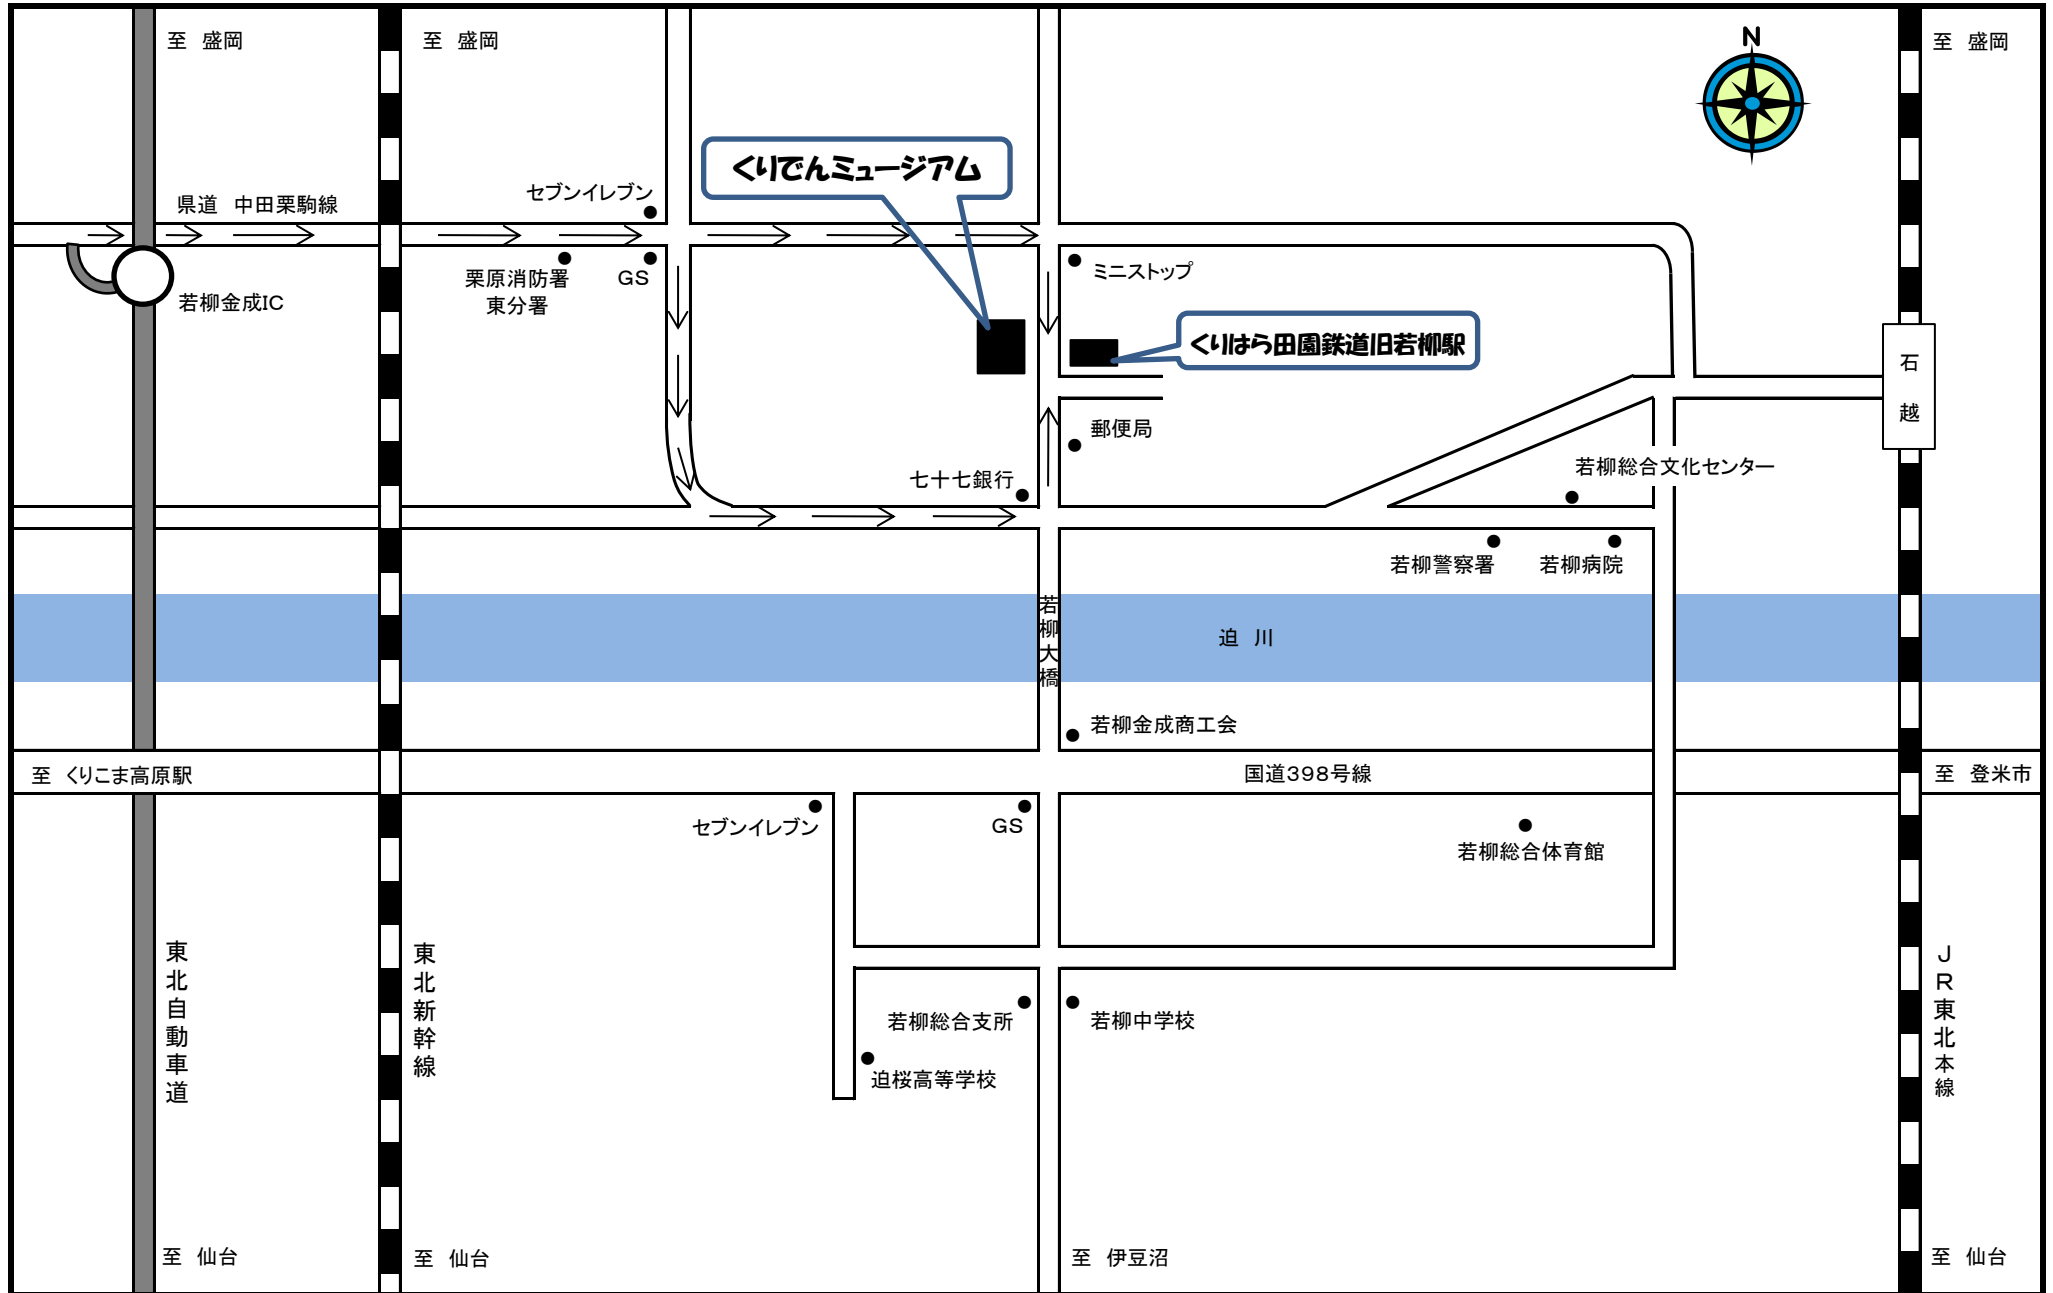 至　盛岡
至　盛岡
N
至　盛岡
くりでんミュージアム
セブンイレブン
県道　中田栗駒線
栗原消防署
東分署
GS
ミニストップ
若柳金成IC
くりはら田園鉄道旧若柳駅
石越
郵便局
七十七銀行
若柳総合文化センター
若柳警察署
若柳病院
若柳大橋
迫　川
若柳金成商工会
至　くりこま高原駅
国道398号線
至　登米市
セブンイレブン
GS
若柳総合体育館
東北自動車道
東北新幹線
JR東北本線
若柳総合支所
若柳中学校
迫桜高等学校
至　仙台
至　仙台
至　伊豆沼
至　仙台